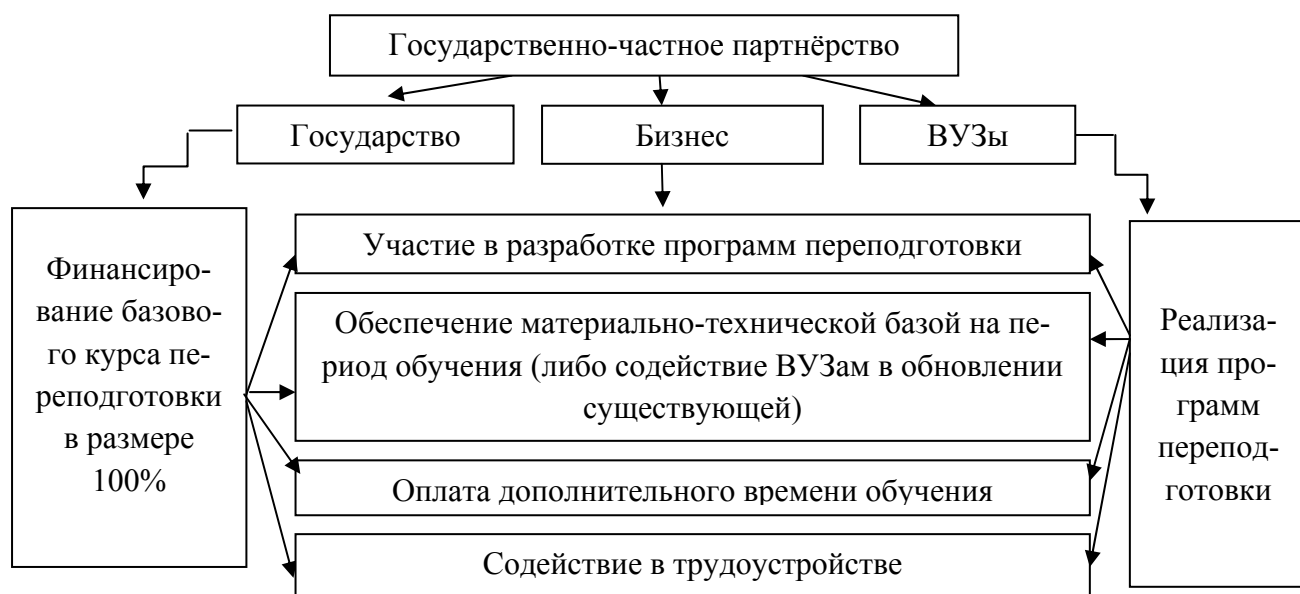 Государственно-частное партнёрство
Государство
Бизнес
ВУЗы
Финансиро-
вание базово-
го курса пе-
реподготовки
в размере
100%
Участие в разработке программ переподготовки
Обеспечение материально-технической базой на пе-
риод обучения (либо содействие ВУЗам в обновлении
существующей)
Оплата дополнительного времени обучения
Содействие в трудоустройстве
Реализа-
ция про-
грамм
перепод-
готовки